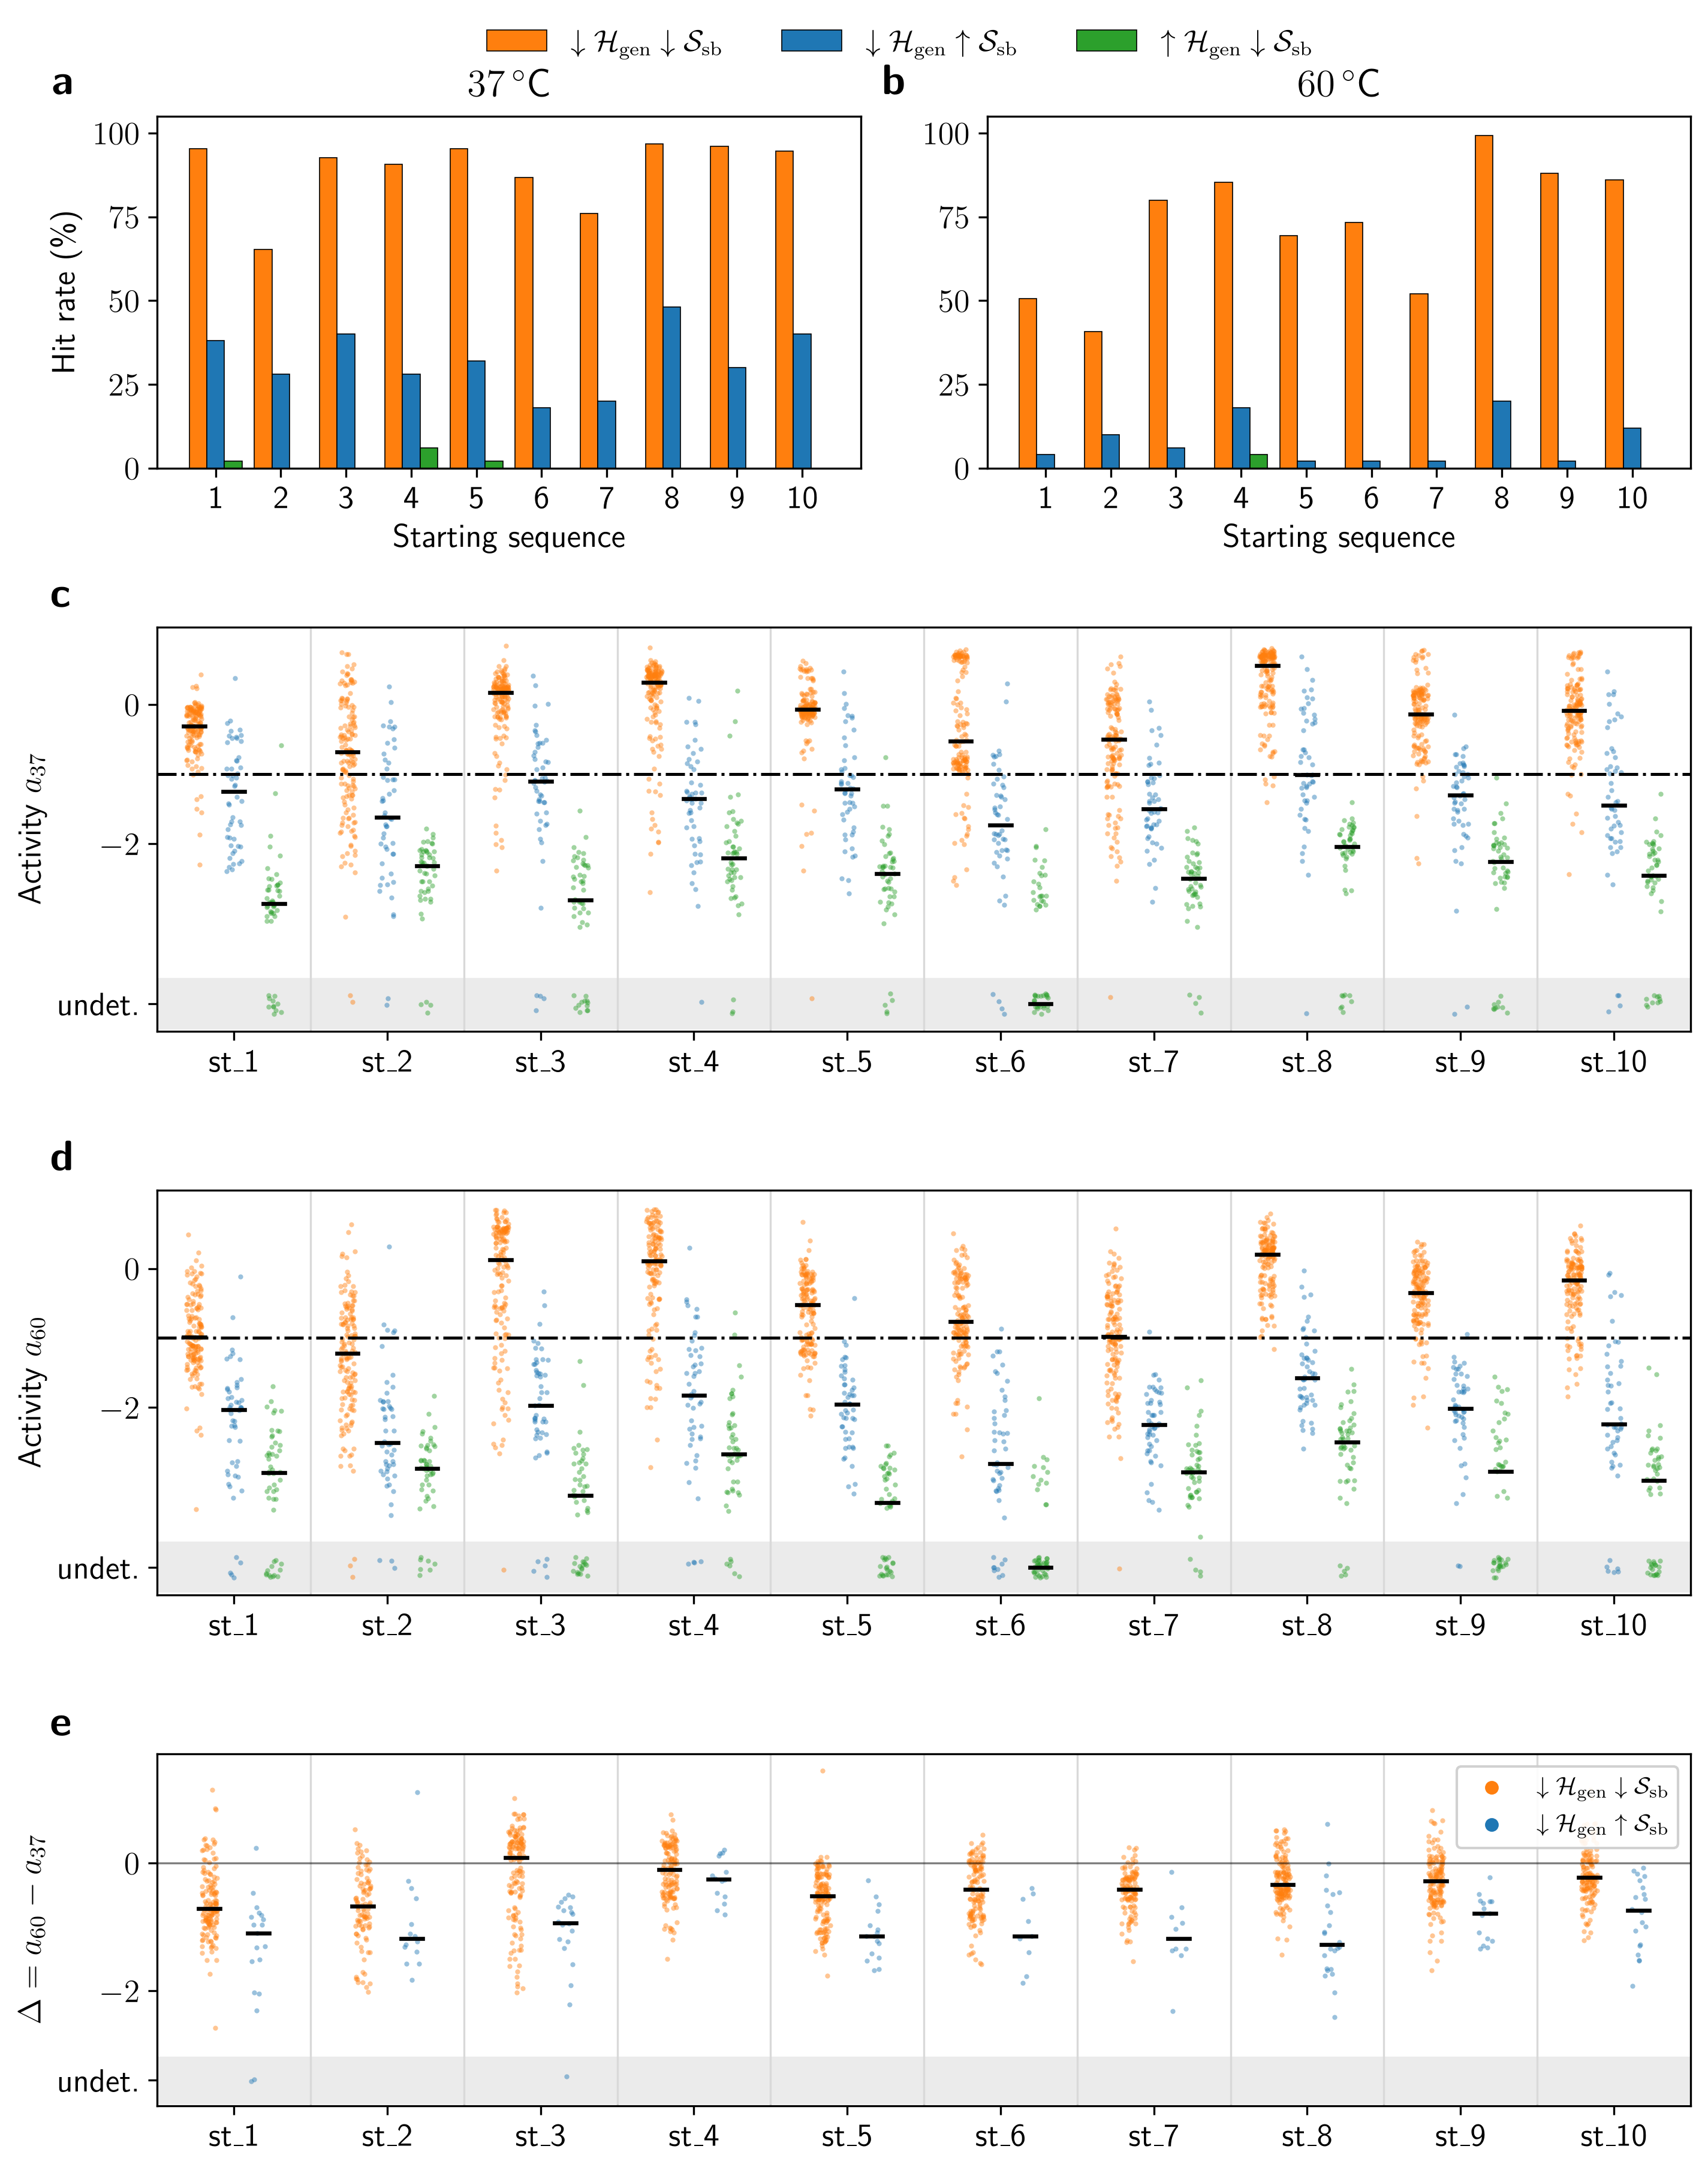 ↓ ℋgen ↓ 𝒮sb ↓ ℋgen ↑ 𝒮sb ↑ ℋgen ↓ 𝒮sb
a 37 °C
b 60 °C
100
75
50
25
0
Hit rate (%)
1 2 3 4 5 6 7 8 9 10
Starting sequence
100
75
50
25
0
1 2 3 4 5 6 7 8 9 10
Starting sequence
c
Activity a37
0
−2
undet.
st_1 st_2 st_3 st_4 st_5 st_6 st_7 st_8 st_9 st_10
d
Activity a60
0
−2
undet.
st_1 st_2 st_3 st_4 st_5 st_6 st_7 st_8 st_9 st_10
e
Δ = a60 − a37
0
−2
undet.
↓ ℋgen ↓ 𝒮sb
↓ ℋgen ↑ 𝒮sb
st_1 st_2 st_3 st_4 st_5 st_6 st_7 st_8 st_9 st_10